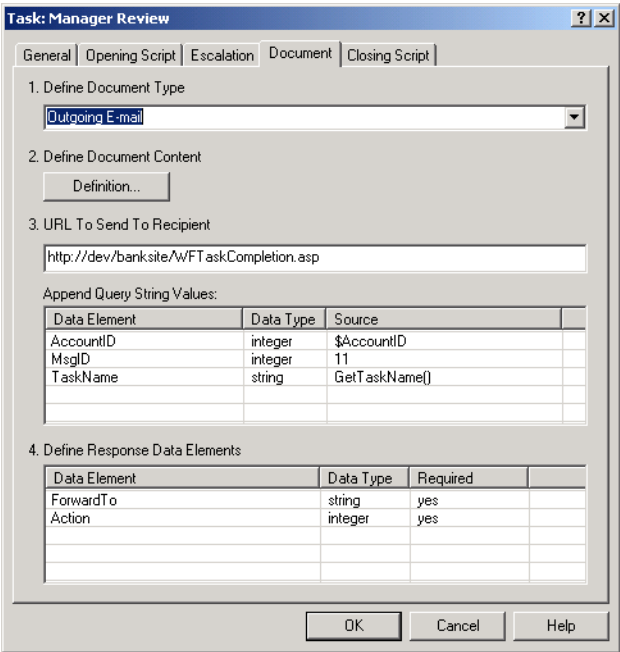 Task: Manager Review
General Opening Script Escalation Document Closing Script
1. Define Document Type
Outgoing E-mail
2. Define Document Content
Definition...
3. URL To Send To Recipient
http://dev/banksite/WFTaskCompletion.asp
Append Query String Values:
Data Element Data Type Source
AccountID integer $AccountID
MsgID integer 11
TaskName string GetTaskName()
4. Define Response Data Elements
Data Element Data Type Required
ForwardTo string yes
Action integer yes
OK Cancel Help